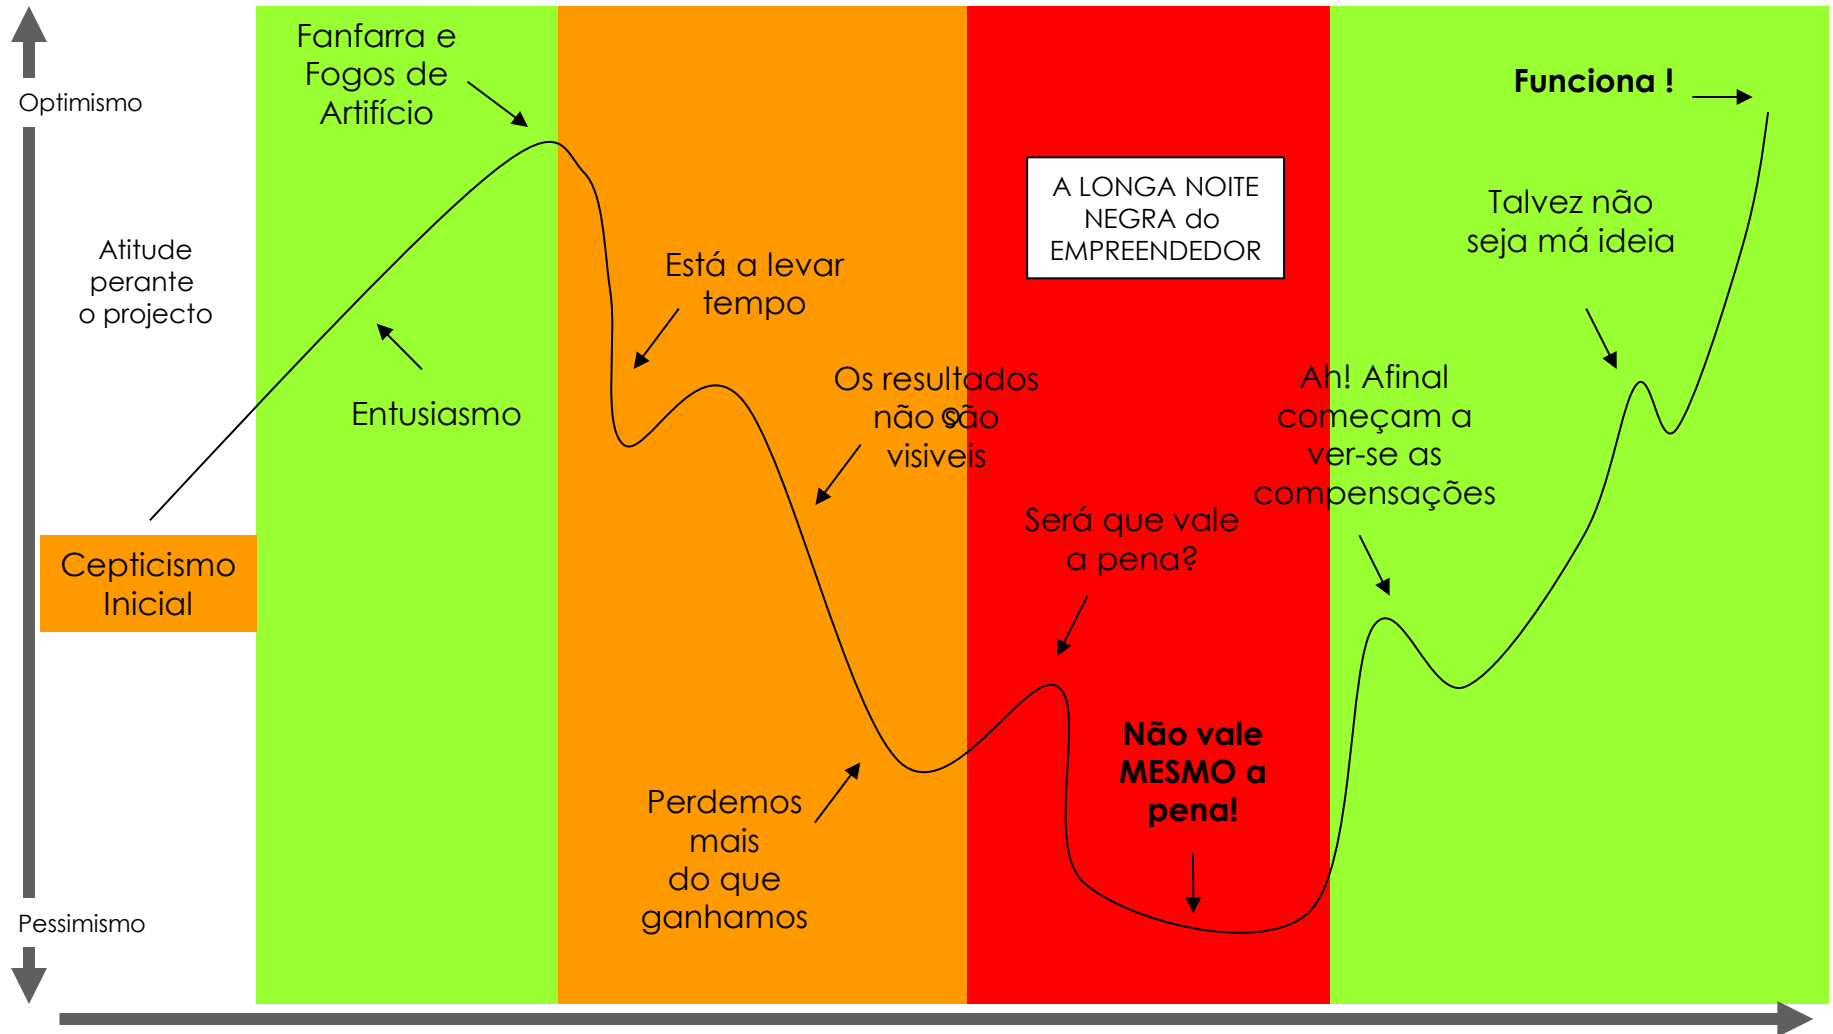 Optimismo
Atitude
perante
o projecto
Cepticismo
Inicial
Pessimismo
Fanfarra e
Fogos de
Artifício
Entusiasmo
Está a levar
tempo
Os resultados
não são
visiveis
Perdemos
mais
do que
ganhamos
A LONGA NOITE
NEGRA do
EMPREENDEDOR
Será que vale
a pena?
Não vale
MESMO a
pena!
Ah! Afinal
começam a
ver-se as
compensações
Talvez não
seja má ideia
Funciona !